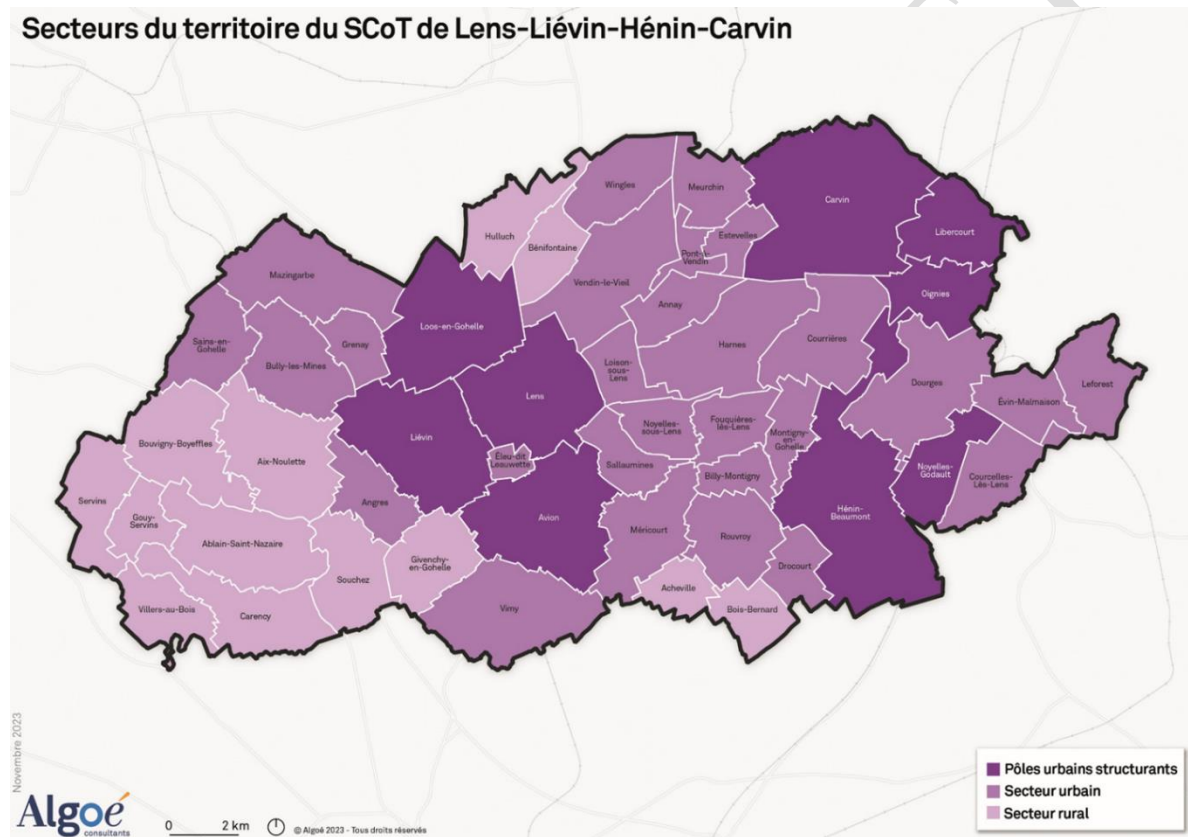 Secteurs du territoire du SCoT de Lens-Liévin-Hénin-Carvin
Wingles
Meurchin
Carvin
Hulluch
Bénifontaine
Estevelles
Libercourt
Pont-à-
Vendin
Mazingarbe
Vendin-le-Vieil
Oignies
Annay
Loos-en-Gohelle
Sains-en-
Gohelle
Grenay
Harnes
Courrières
Bully-les-Mines
Loison-
sous-
Lens
Dourges
Leforest
Lens
Évin-Malmaison
Noyelles-
sous-Lens
Fouquières-
lès-Lens
Montigny-
en-
Gohelle
Liévin
Bouvigny-Boyeffles
Aix-Noulette
Éleu-dit
Leauwette
Sallaumines
Billy-Montigny
Noyelles-
Godault
Courcelles-
Lès-Lens
Servins
Angres
Gouy-
Servins
Avion
Hénin-
Beaumont
Méricourt
Rouvroy
Ablain-Saint-Nazaire
Givenchy-
en-Gohelle
Drocourt
Souchez
Acheville
Villers-au-Bois
Carency
Vimy
Bois-Bernard
Novembre 2023
Pôles urbains structurants
Secteur urbain
Secteur rural
Algoé
consultants
0 2 km
© Algoé 2023 - Tous droits réservés